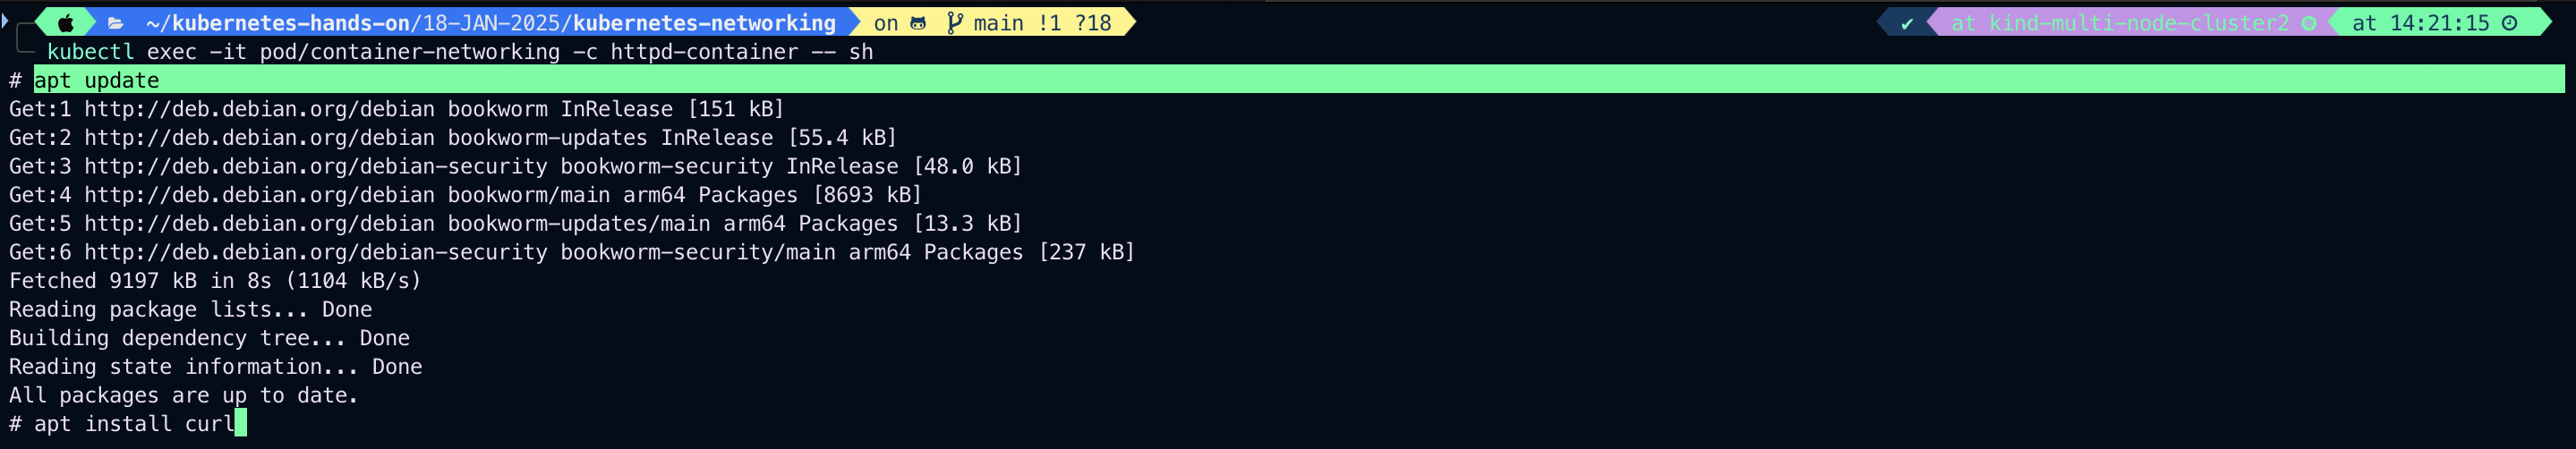 ~/kubernetes-hands-on/18-JAN-2025/kubernetes-networking on main !1 ?18 ✔ at kind-multi-node-cluster2 at 14:21:15
kubectl exec -it pod/container-networking -c httpd-container -- sh
# apt update
Get:1 http://deb.debian.org/debian bookworm InRelease [151 kB]
Get:2 http://deb.debian.org/debian bookworm-updates InRelease [55.4 kB]
Get:3 http://deb.debian.org/debian-security bookworm-security InRelease [48.0 kB]
Get:4 http://deb.debian.org/debian bookworm/main arm64 Packages [8693 kB]
Get:5 http://deb.debian.org/debian bookworm-updates/main arm64 Packages [13.3 kB]
Get:6 http://deb.debian.org/debian-security bookworm-security/main arm64 Packages [237 kB]
Fetched 9197 kB in 8s (1104 kB/s)
Reading package lists... Done
Building dependency tree... Done
Reading state information... Done
All packages are up to date.
# apt install curl